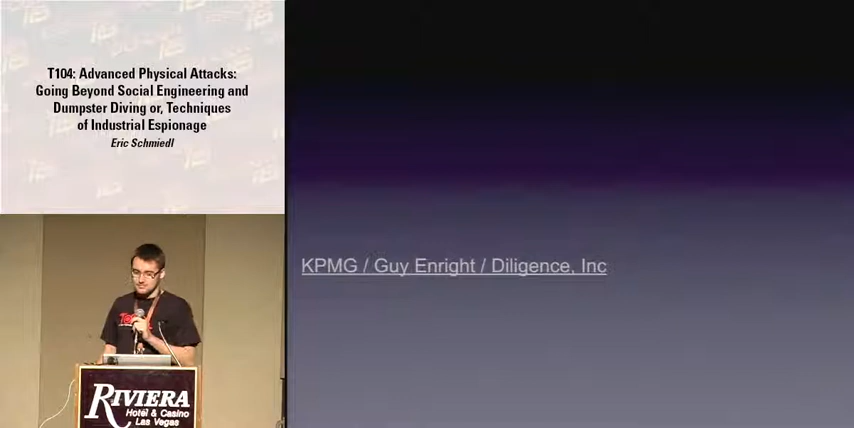 T104: Advanced Physical Attacks:
Going Beyond Social Engineering and
Dumpster Diving or, Techniques
of Industrial Espionage
Eric Schmiedl
KPMG / Guy Enright / Diligence, Inc
RIVIERA
Hotel & Casino
Las Vegas